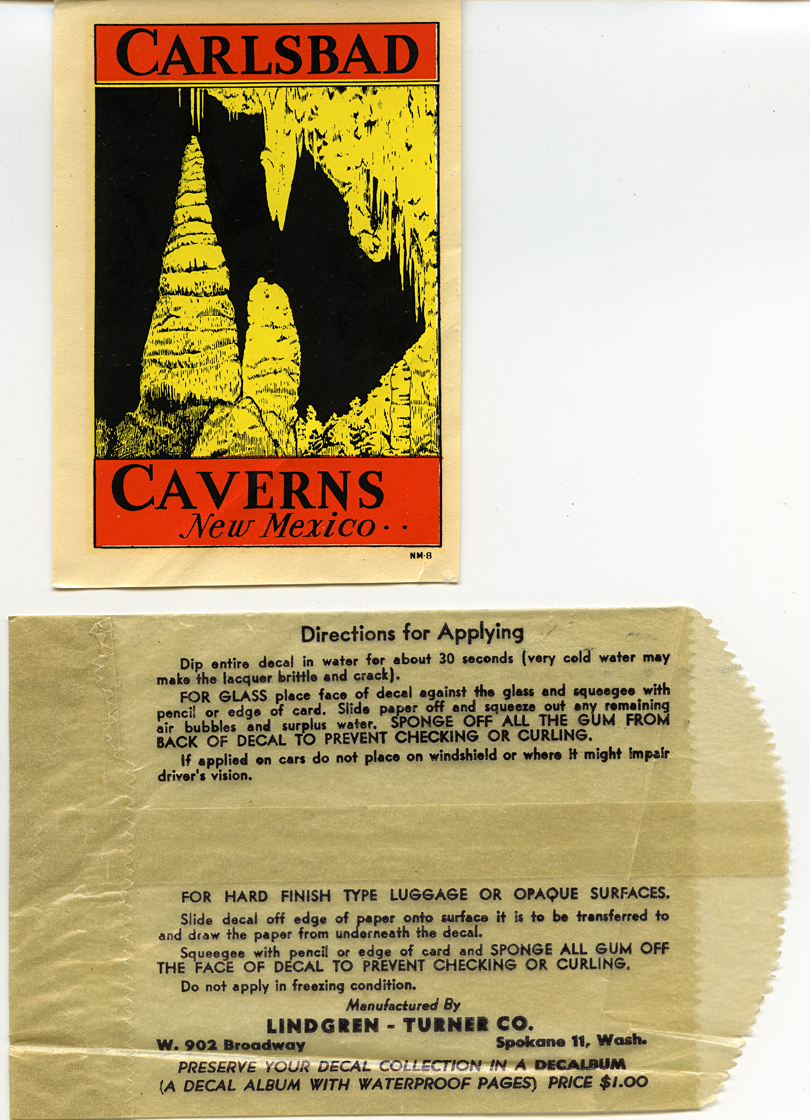 CARLSBAD
CAVERNS
New Mexico··
NM-8
Directions for Applying
Dip entire decal in water for about 30 seconds (very cold water may
make the lacquer brittle and crack).
FOR GLASS place face of decal against the glass and squeegee with
pencil or edge of card. Slide paper off and squeeze out any remaining
air bubbles and surplus water. SPONGE OFF ALL THE GUM FROM
BACK OF DECAL TO PREVENT CHECKING OR CURLING.
If applied on cars do not place on windshield or where it might impair
driver's vision.
FOR HARD FINISH TYPE LUGGAGE OR OPAQUE SURFACES.
Slide decal off edge of paper onto surface it is to be transferred to
and draw the paper from underneath the decal.
Squeegee with pencil or edge of card and SPONGE ALL GUM OFF
THE FACE OF DECAL TO PREVENT CHECKING OR CURLING.
Do not apply in freezing condition.
Manufactured By
LINDGREN - TURNER CO.
W. 902 Broadway Spokane 11, Wash.
PRESERVE YOUR DECAL COLLECTION IN A DECALBUM
(A DECAL ALBUM WITH WATERPROOF PAGES) PRICE $1.00